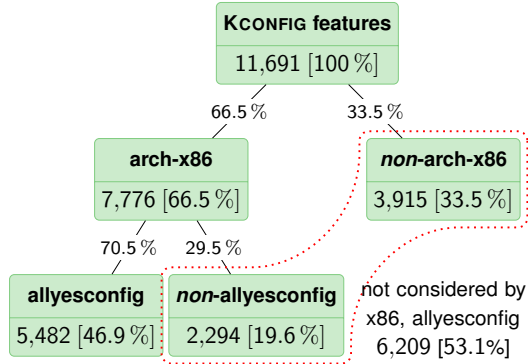 KCONFIG features
11,691 [100 %]
66.5 %
33.5 %
arch-x86
7,776 [66.5 %]
non-arch-x86
3,915 [33.5 %]
70.5 %
29.5 %
allyesconfig
5,482 [46.9 %]
non-allyesconfig
2,294 [19.6 %]
not considered by
x86, allyesconfig
6,209 [53.1%]